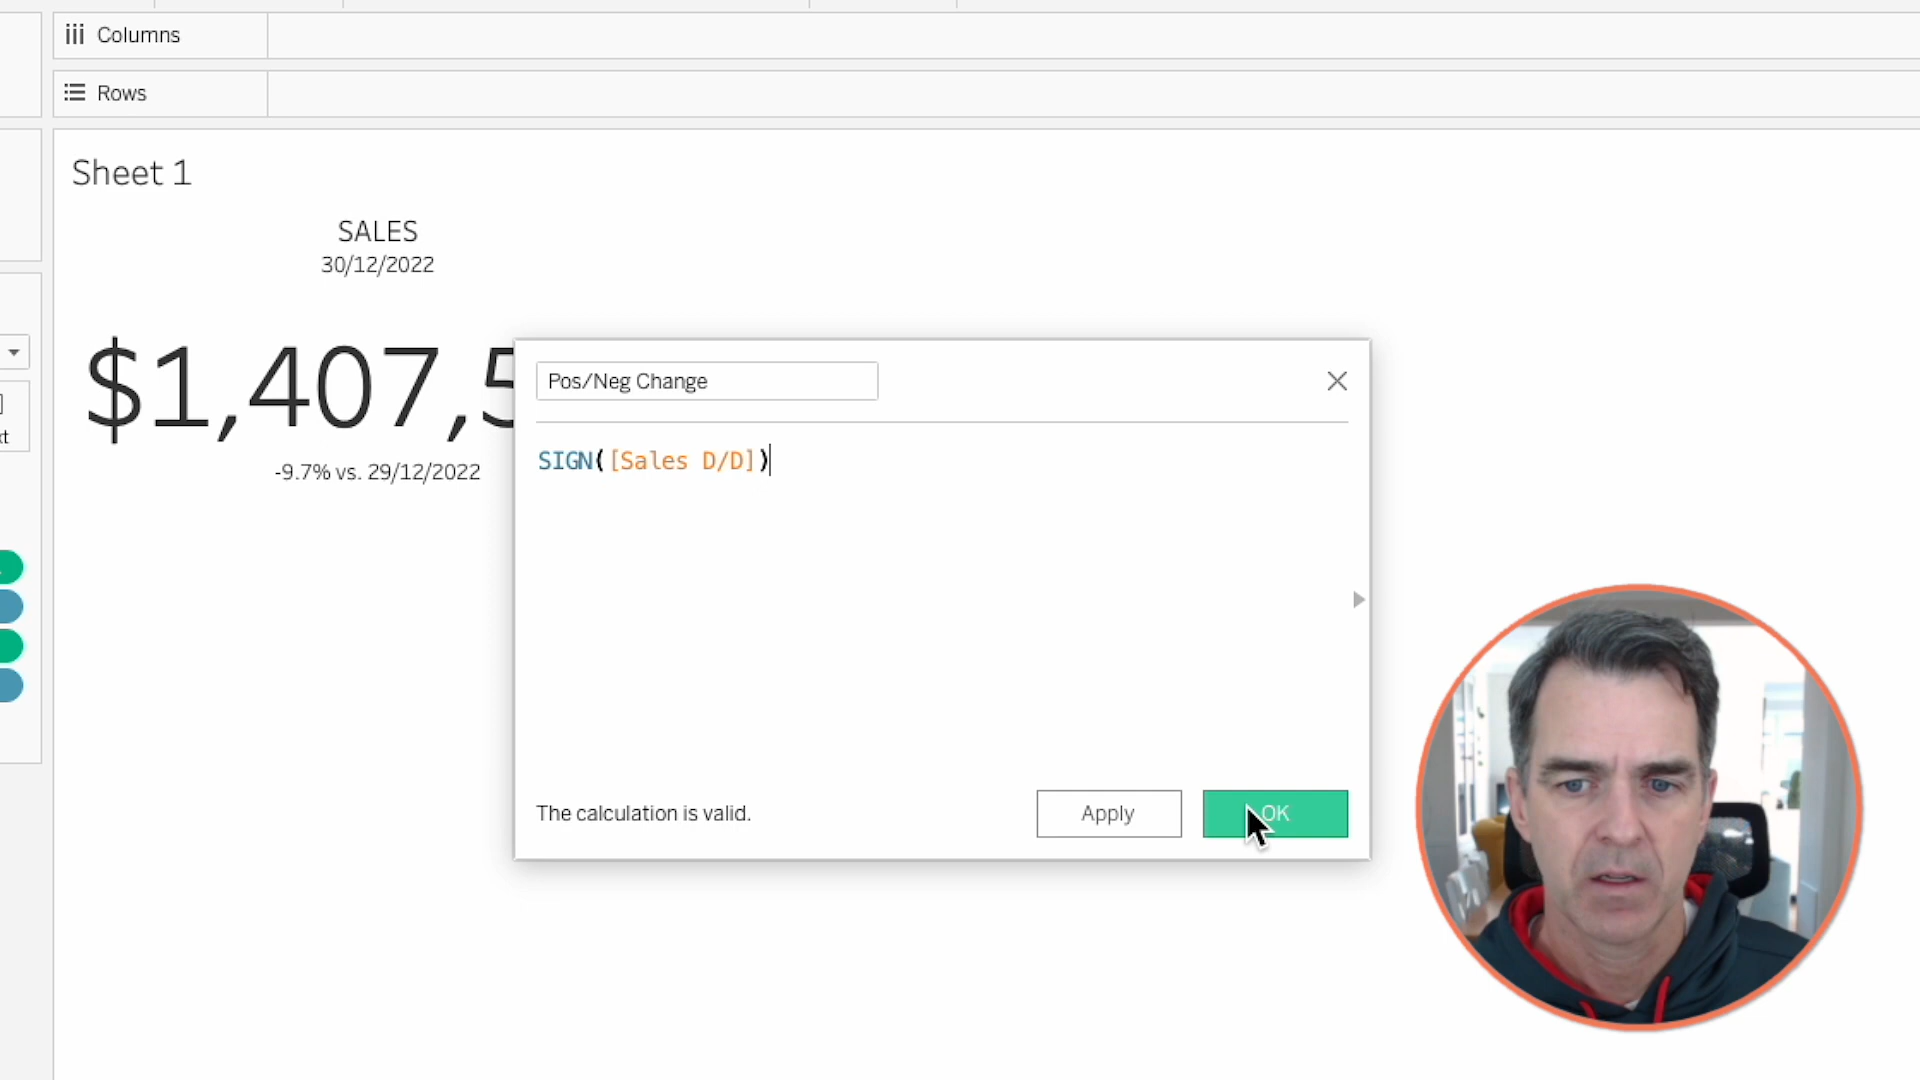 Columns
Rows
Sheet 1
SALES
30/12/2022
$1,407,5
-9.7% vs. 29/12/2022
Pos/Neg Change
SIGN([Sales D/D])
The calculation is valid.
Apply
OK